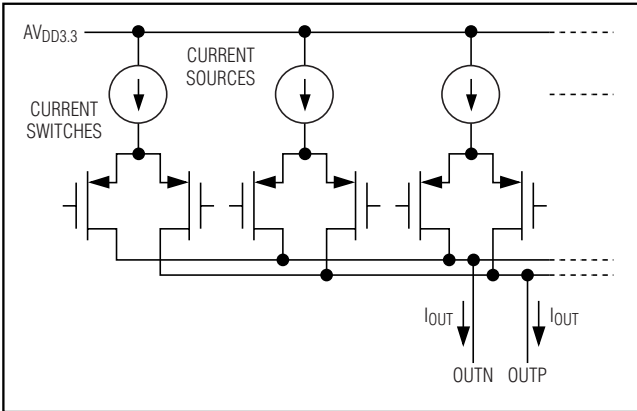 AVDD3.3
CURRENT
SOURCES
CURRENT
SWITCHES
IOUT
IOUT
OUTN
OUTP